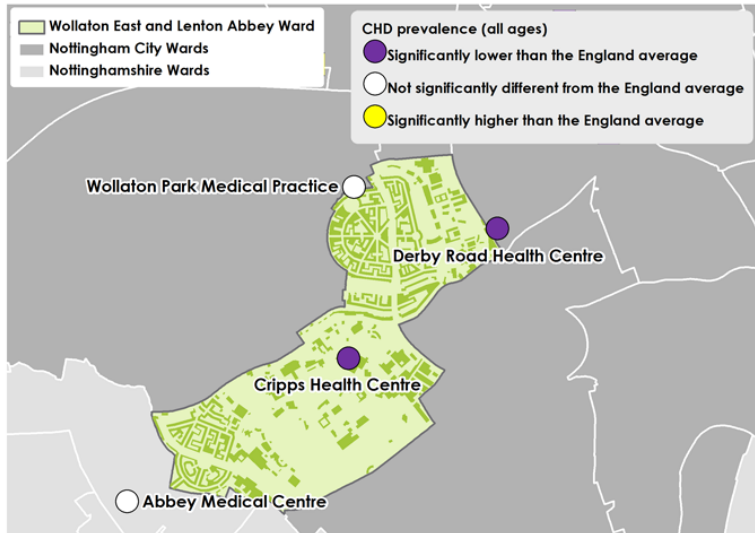 Wollaton East and Lenton Abbey Ward
Nottingham City Wards
Nottinghamshire Wards
CHD prevalence (all ages)
Significantly lower than the England average
Not significantly different from the England average
Significantly higher than the England average
Wollaton Park Medical Practice
Derby Road Health Centre
Cripps Health Centre
Abbey Medical Centre